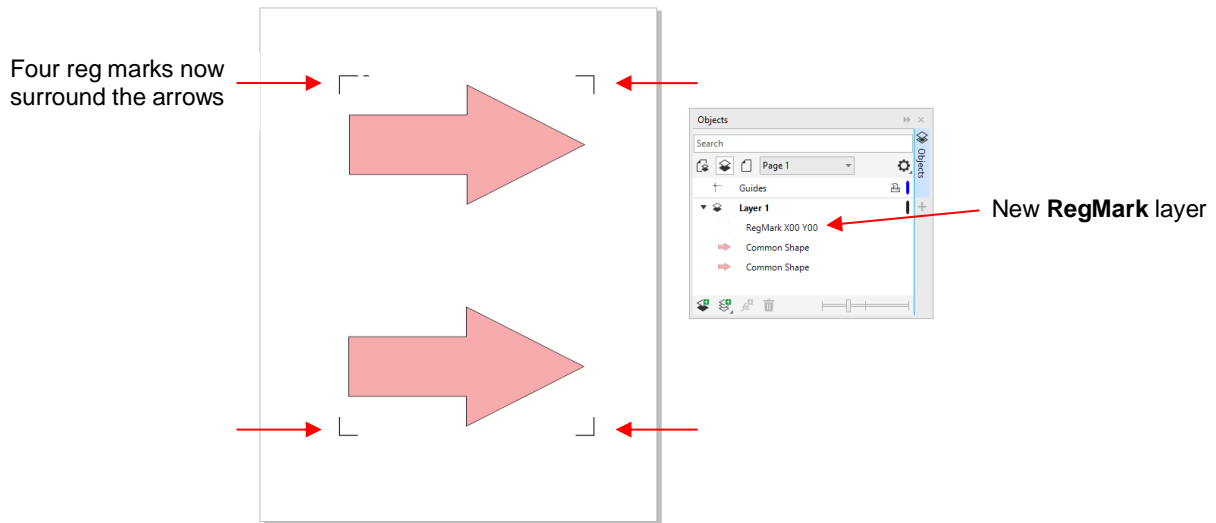 Four reg marks now
surround the arrows
Objects
Search
Page 1
Objects
Guides
Layer 1
New RegMark layer
RegMark X00 Y00
Common Shape
Common Shape